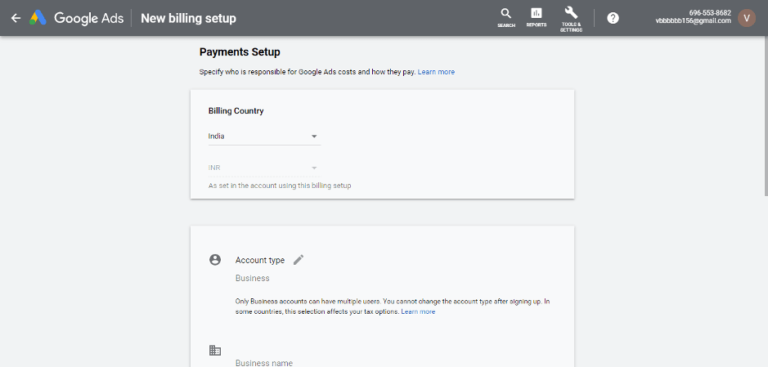 Google Ads New billing setup
SEARCH
REPORTS
TOOLS &
SETTINGS
696-553-8682
vbbbbbb156@gmail.com
V
Payments Setup
Specify who is responsible for Google Ads costs and how they pay. Learn more
Billing Country
India
INR
As set in the account using this billing setup
Account type
Business
Only Business accounts can have multiple users. You cannot change the account type after signing up. In
some countries, this selection affects your tax options. Learn more
Business name